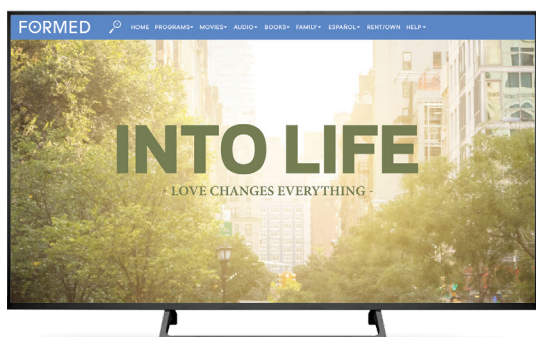 FORMED HOME PROGRAMS MOVIES AUDIO BOOKS FAMILY ESPAÑOL RENT/OWN HELP
INTO LIFE
- LOVE CHANGES EVERYTHING -